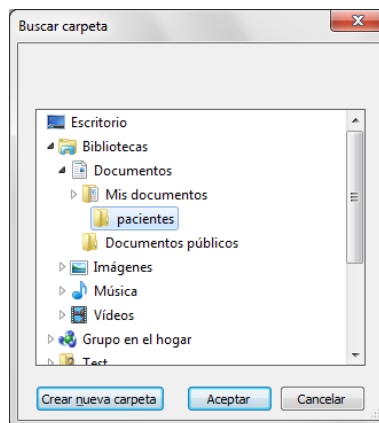 Buscar carpeta
Escritorio
Bibliotecas
Documentos
Mis documentos
pacientes
Documentos públicos
Imágenes
Música
Vídeos
Grupo en el hogar
Test
Crear nueva carpeta
Aceptar
Cancelar